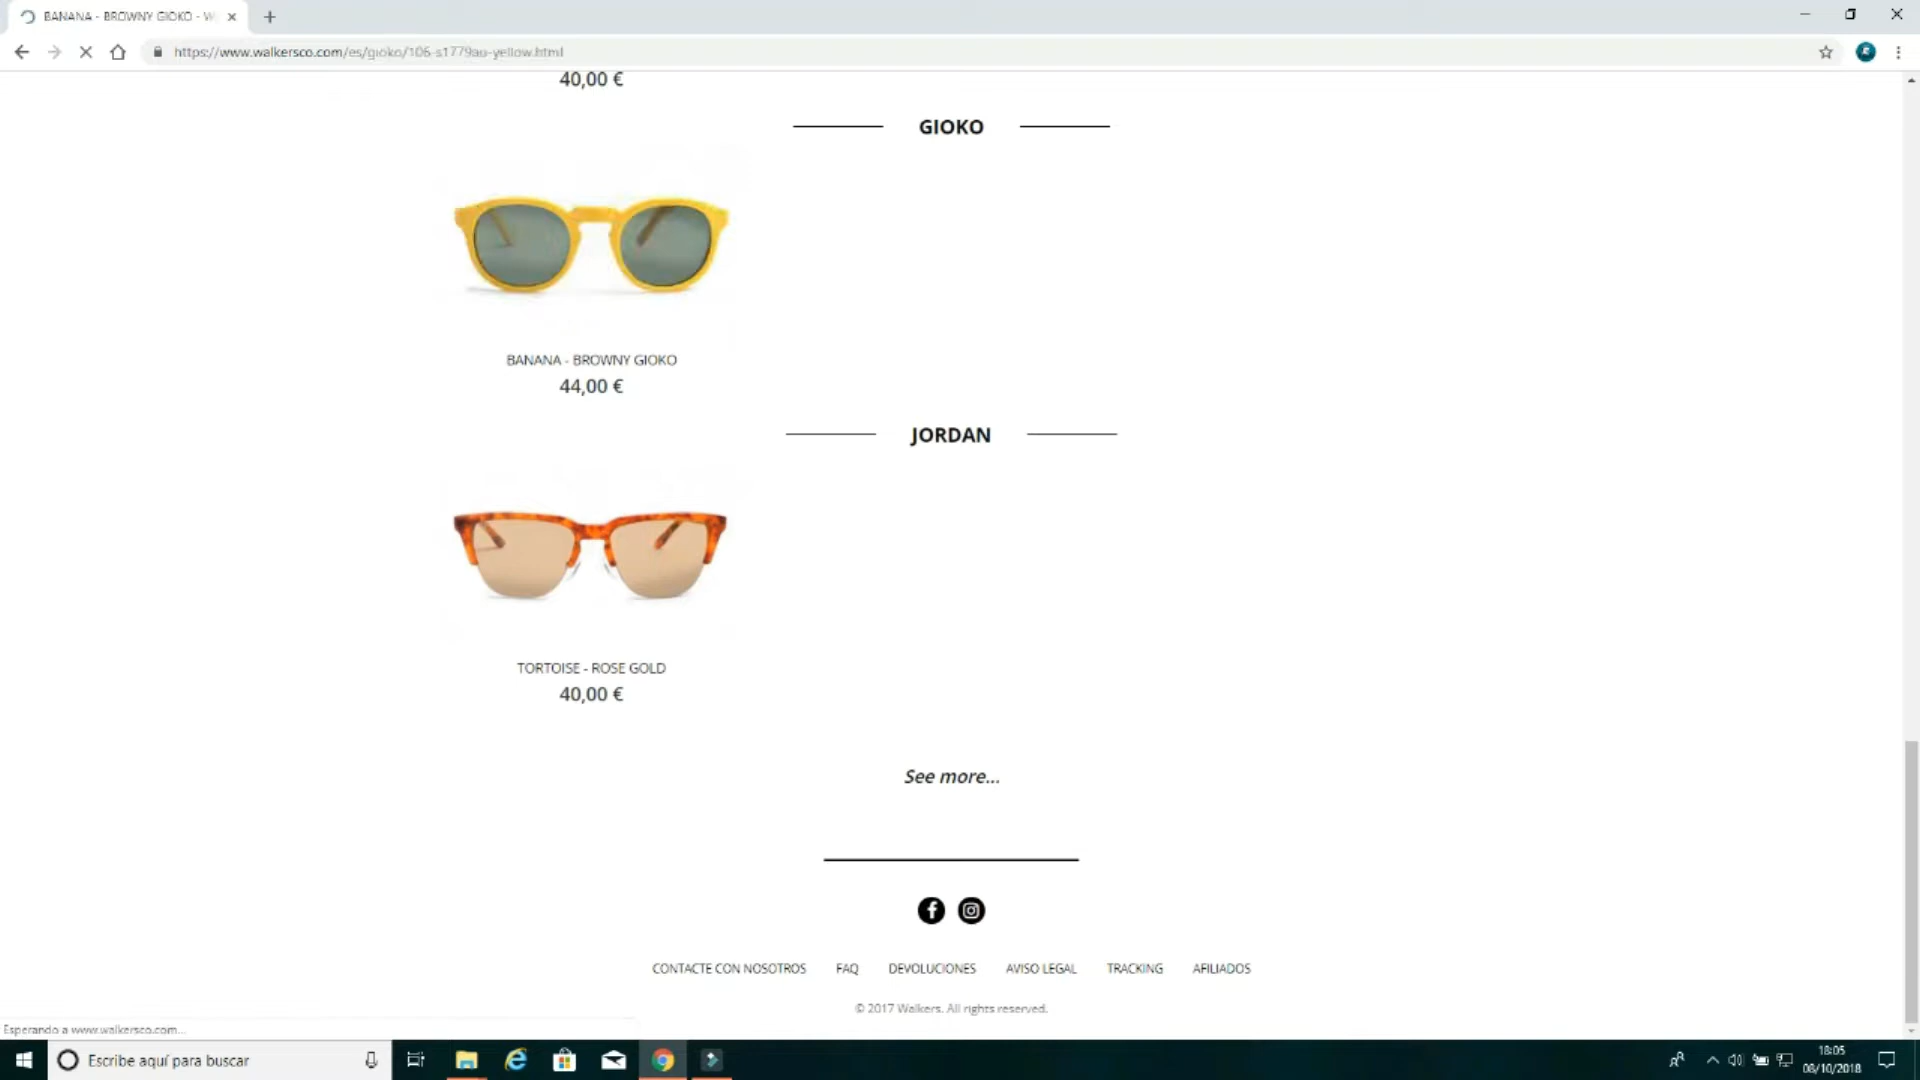 BANANA - BROWNY GIOKO - W
https://www.walkersco.com/es/gioko/106-s1779au-yellow.html
40,00 €
GIOKO
BANANA - BROWNY GIOKO
44,00 €
JORDAN
TORTOISE - ROSE GOLD
40,00 €
See more...
CONTACTE CON NOSOTROS FAQ DEVOLUCIONES AVISO LEGAL TRACKING AFILIADOS
© 2017 Walkers. All rights reserved.
Esperando a www.walkersco.com...
Escribe aquí para buscar
18:05
08/10/2018